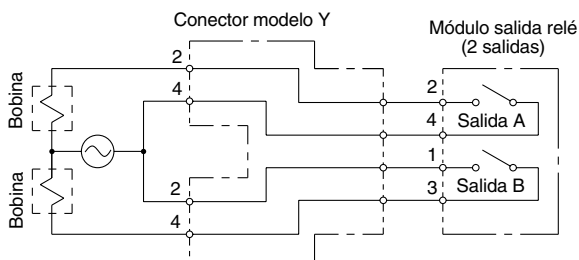 Conector modelo Y
Módulo salida relé
(2 salidas)
Bobina
2
4
2
4
Salida A
1
3
Salida B
Bobina
2
4